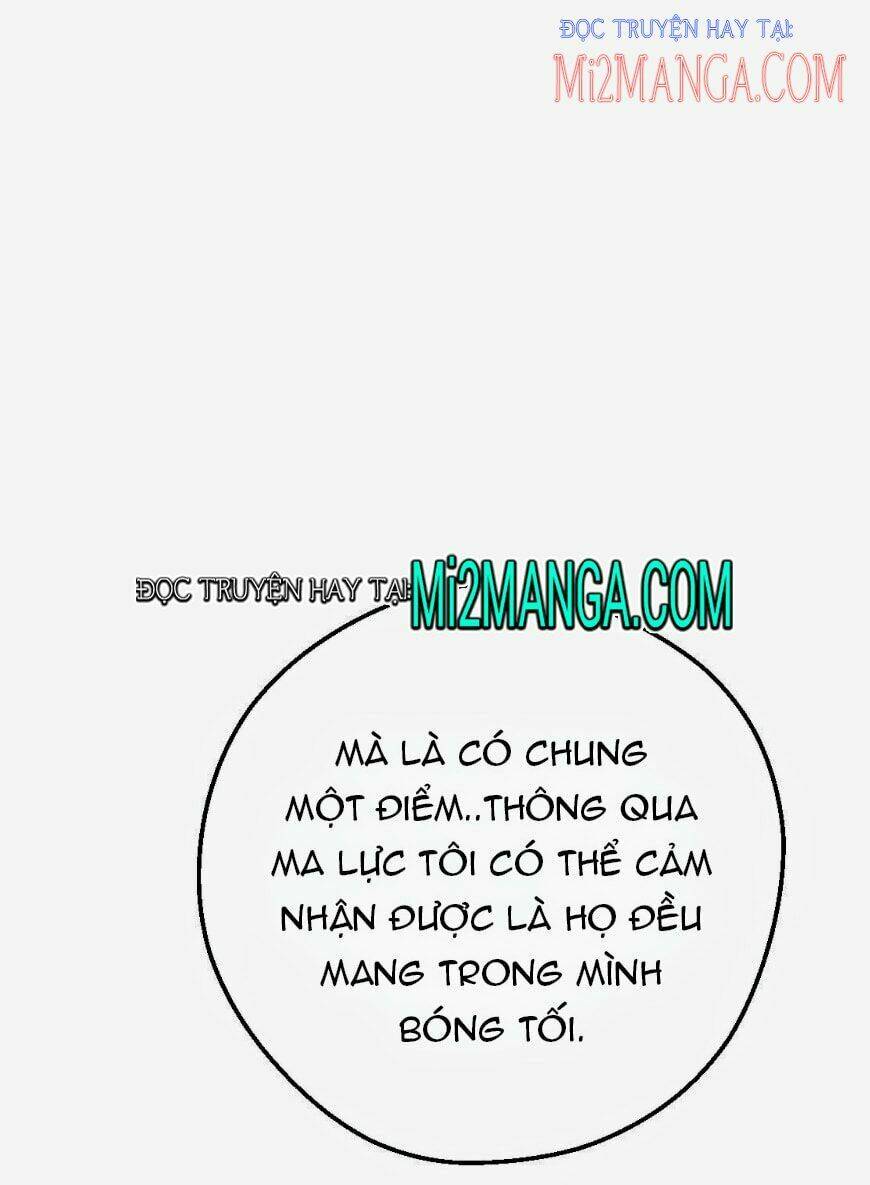 ĐỌC TRUYỆN HAY TẠI:
MI2MANGA.COM
ĐỌC TRUYỆN HAY TẠI: MI2MANGA.COM
MÀ LÀ CÓ CHUNG
MỘT ĐIỂM..THÔNG QUA
MA LỰC TÔI CÓ THỂ CẢM
NHẬN ĐƯỢC LÀ HỌ ĐỀU
MANG TRONG MÌNH
BÓNG TỐI.